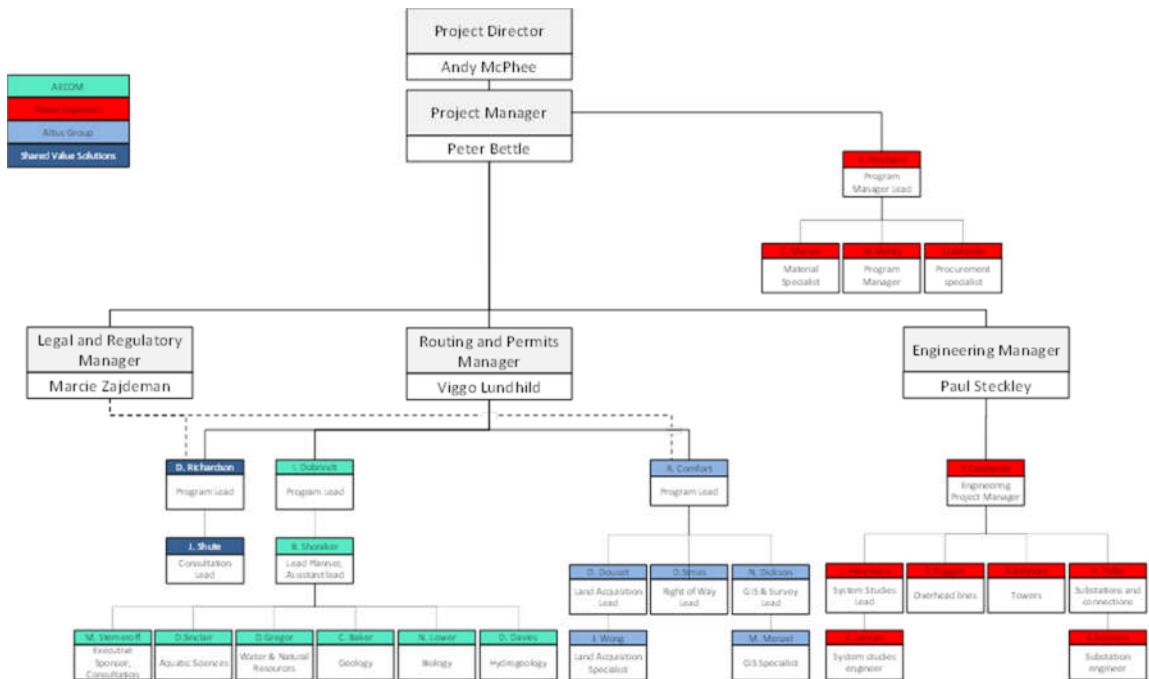 Project Director
Andy McPhee
AECOM
Power Engineers
Altus Group
Shared Value Solutions
Project Manager
Peter Bettle
Program
Manager Lead
Material
Specialist
Program
Manager
Procurement
specialist
Legal and Regulatory
Manager
Marcie Zajdeman
Routing and Permits
Manager
Viggo Lundhild
Engineering Manager
Paul Steckley
D. Richardson
Program Lead
Program Lead
R. Comfort
Program Lead
Engineering
Project Manager
J. Shute
Consultation
Lead
B. Shoniker
Lead Planner,
Assistant lead
D. Doucet
Land Acquisition
Lead
Right of Way
Lead
N. Dickson
GIS & Survey
Lead
System Studies
Lead
Overhead lines
Towers
Substations and
connections
M. Sterneroff
Executive
Sponsor,
Consultation
D.Sinclair
Aquatic Sciences
D.Gregor
Water & Natural
Resources
C. Baker
Geology
N. Lower
Biology
D. Davies
Hydrogeology
J. Wong
Land Acquisition
Specialist
M. Menzel
GIS Specialist
System studies
engineer
Substation
engineer